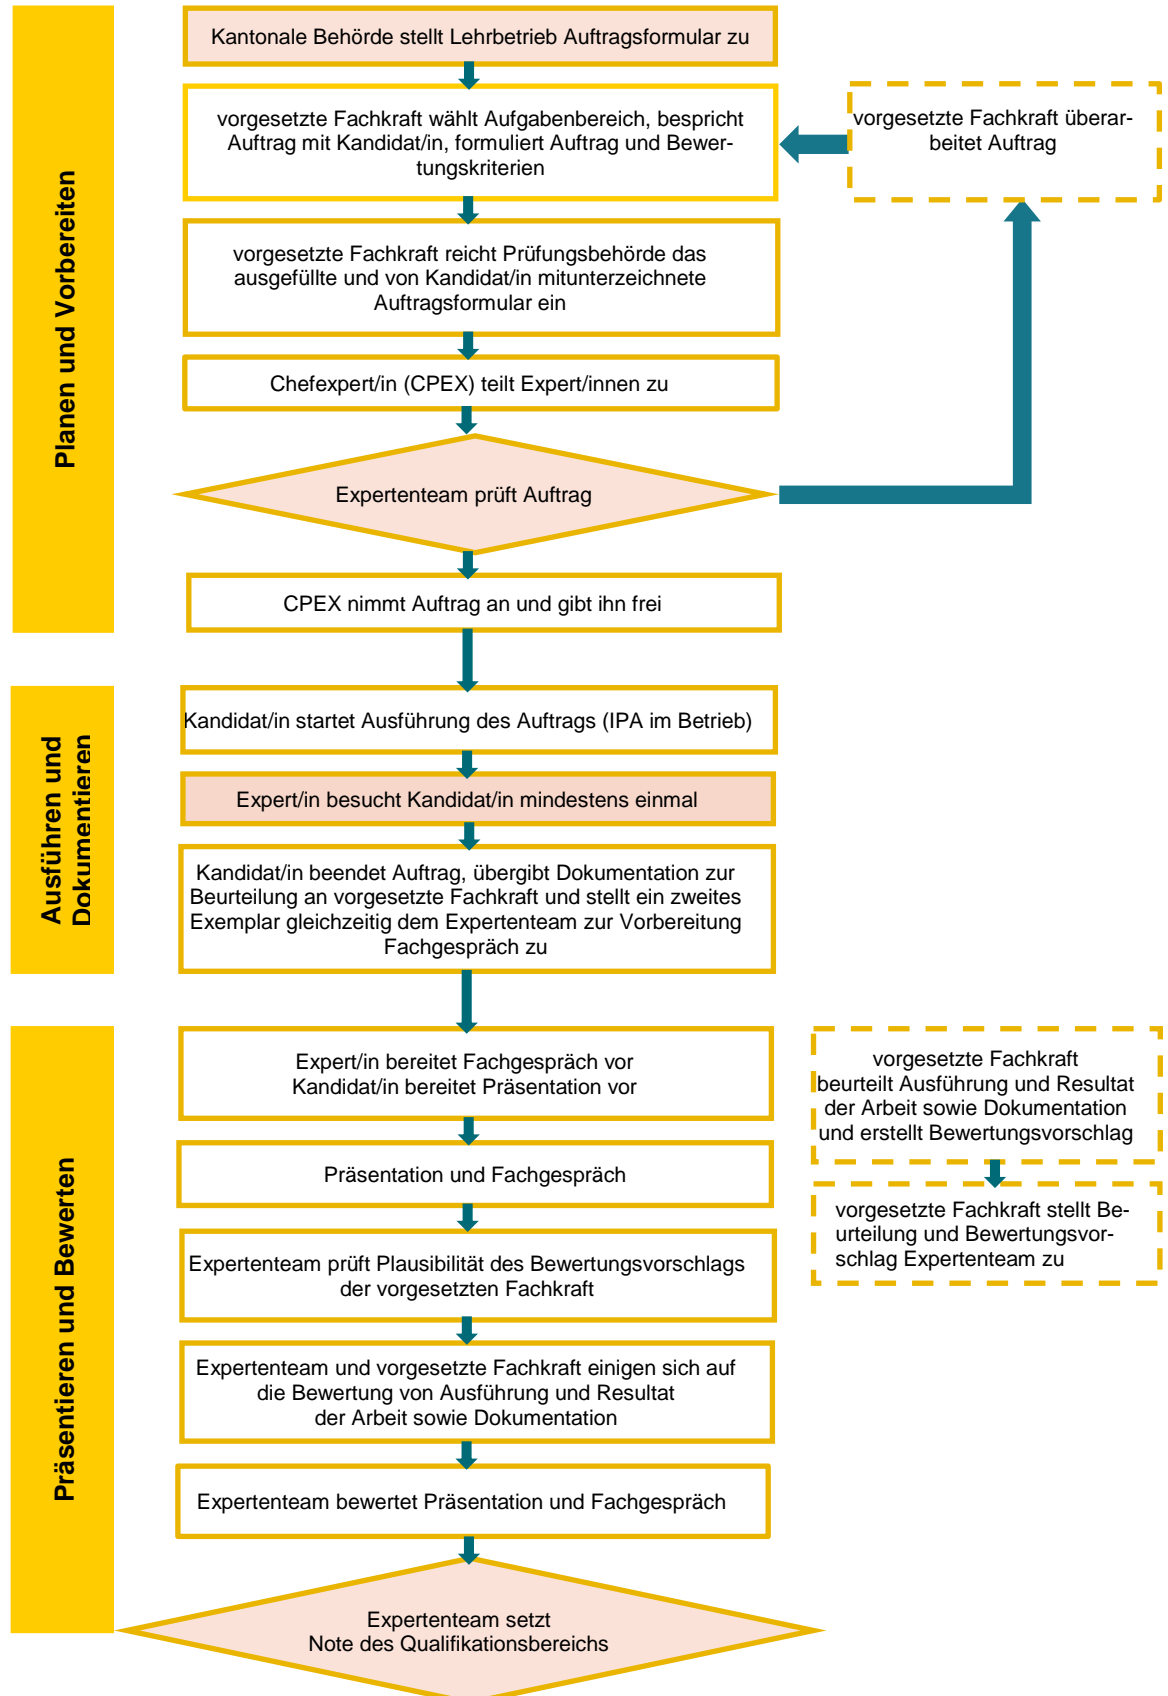 Planen und Vorbereiten
Kantonale Behörde stellt Lehrbetrieb Auftragsformular zu
vorgesetzte Fachkraft wählt Aufgabenbereich, bespricht
Auftrag mit Kandidat/in, formuliert Auftrag und Bewer-
tungskriterien
vorgesetzte Fachkraft überar-
beitet Auftrag
vorgesetzte Fachkraft reicht Prüfungsbehörde das
ausgefüllte und von Kandidat/in mitunterzeichnete
Auftragsformular ein
Chefexpert/in (CPEX) teilt Expert/innen zu
Expertenteam prüft Auftrag
CPEX nimmt Auftrag an und gibt ihn frei
Ausführen und
Dokumentieren
Kandidat/in startet Ausführung des Auftrags (IPA im Betrieb)
Expert/in besucht Kandidat/in mindestens einmal
Kandidat/in beendet Auftrag, übergibt Dokumentation zur
Beurteilung an vorgesetzte Fachkraft und stellt ein zweites
Exemplar gleichzeitig dem Expertenteam zur Vorbereitung
Fachgespräch zu
Präsentieren und Bewerten
Expert/in bereitet Fachgespräch vor
Kandidat/in bereitet Präsentation vor
vorgesetzte Fachkraft
beurteilt Ausführung und Resultat
der Arbeit sowie Dokumentation
und erstellt Bewertungsvorschlag
Präsentation und Fachgespräch
vorgesetzte Fachkraft stellt Be-
urteilung und Bewertungsvor-
schlag Expertenteam zu
Expertenteam prüft Plausibilität des Bewertungsvorschlags
der vorgesetzten Fachkraft
Expertenteam und vorgesetzte Fachkraft einigen sich auf
die Bewertung von Ausführung und Resultat
der Arbeit sowie Dokumentation
Expertenteam bewertet Präsentation und Fachgespräch
Expertenteam setzt
Note des Qualifikationsbereichs